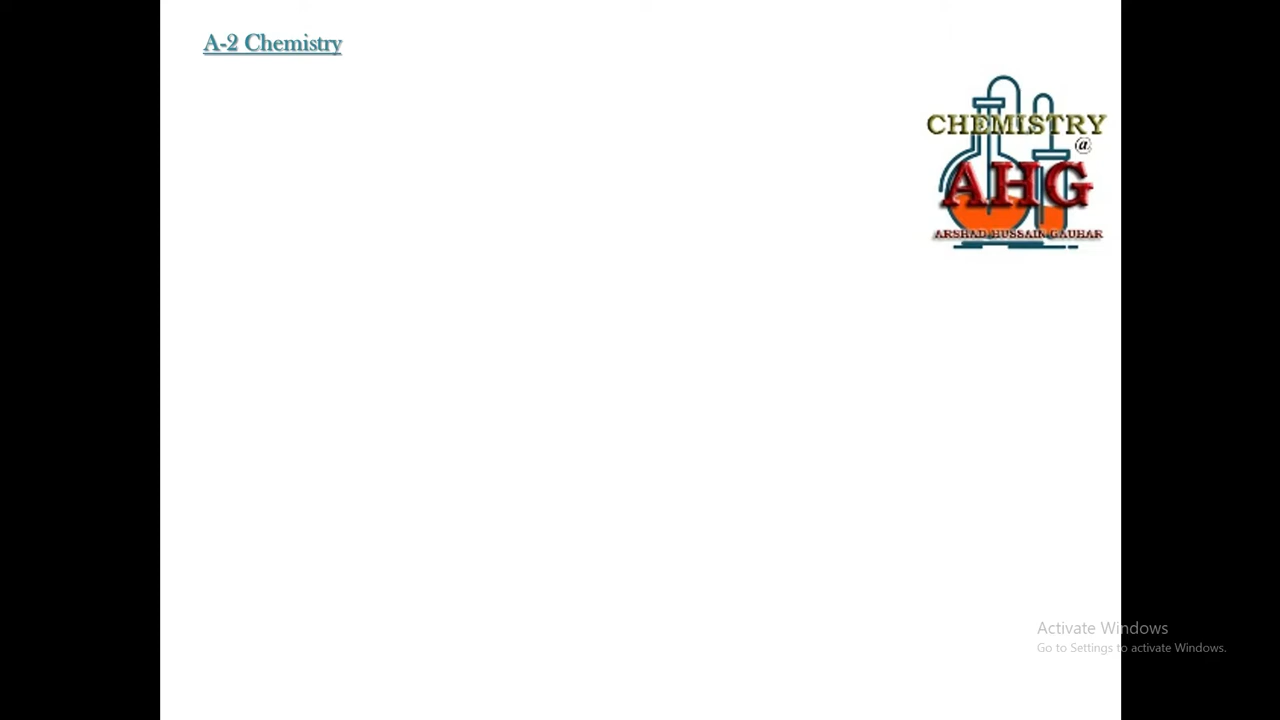 A-2 Chemistry
CHEMISTRY
@
AHG
ARSHAD HUSSAIN GAUHAR
Activate Windows
Go to Settings to activate Windows.